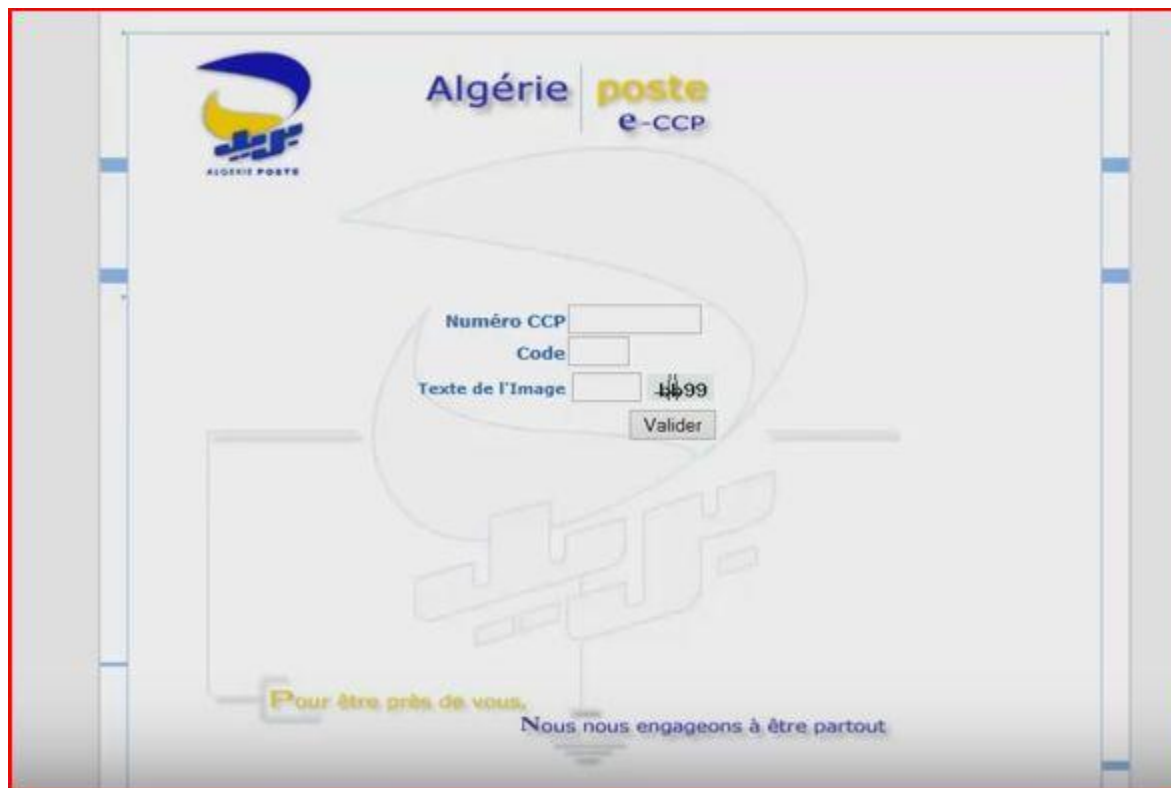 ALGERIE POSTE
Algérie poste
e-CCP
Numéro CCP
Code
Texte de l'Image bb99
Valider
Pour être près de vous,
Nous nous engageons à être partout